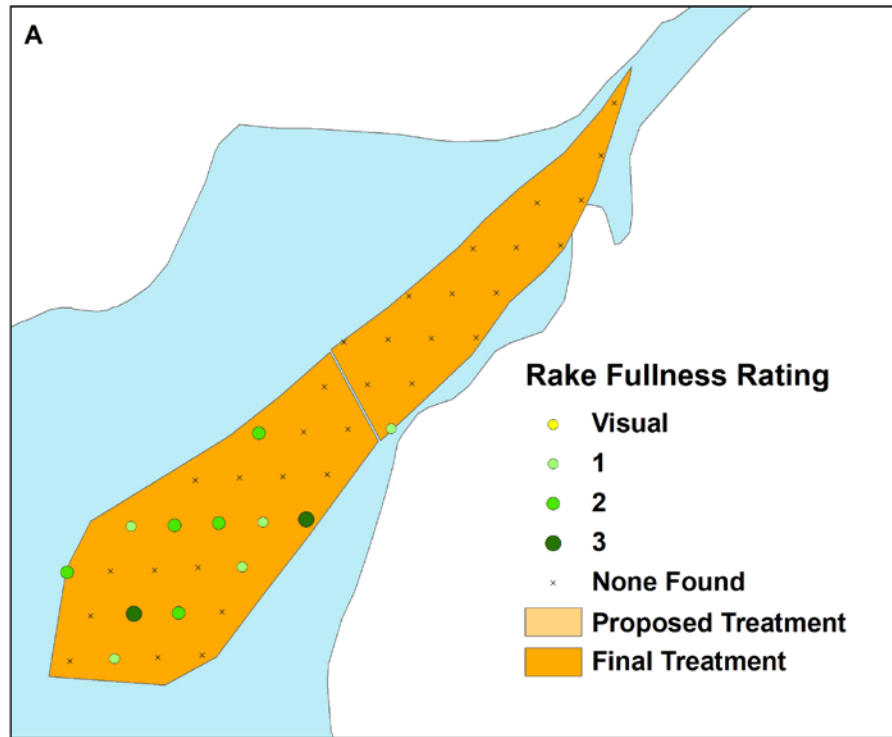 A
Rake Fullness Rating
Visual
1
2
3
None Found
Proposed Treatment
Final Treatment